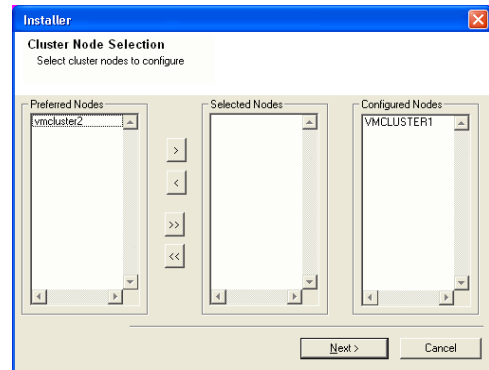 Installer
Cluster Node Selection
Select cluster nodes to configure
Preferred Nodes
vmcluster2
>
<
>>
<<
Selected Nodes
Configured Nodes
VMCLUSTER1
Next >
Cancel